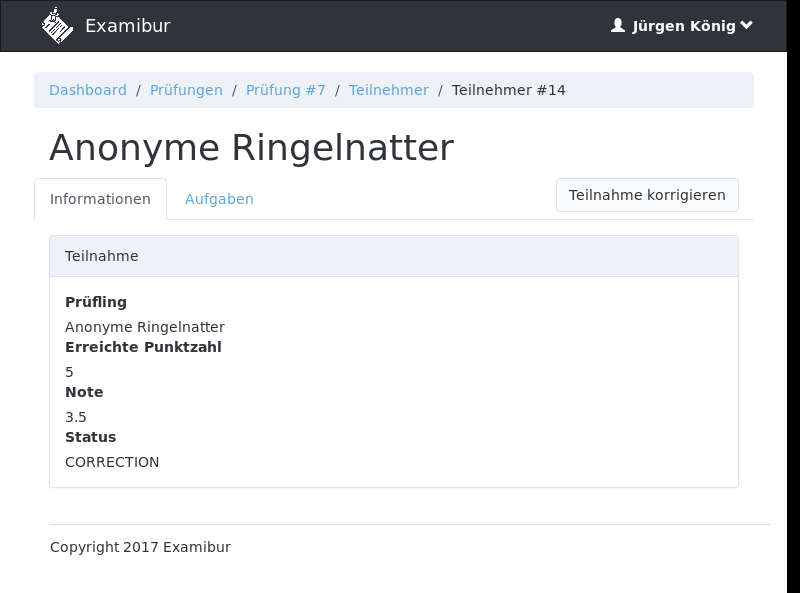 Examibur
Jürgen König
Dashboard / Prüfungen / Prüfung #7 / Teilnehmer / Teilnehmer #14
Anonyme Ringelnatter
Informationen
Aufgaben
Teilnahme korrigieren
Teilnahme
Prüfling
Anonyme Ringelnatter
Erreichte Punktzahl
5
Note
3.5
Status
CORRECTION
Copyright 2017 Examibur